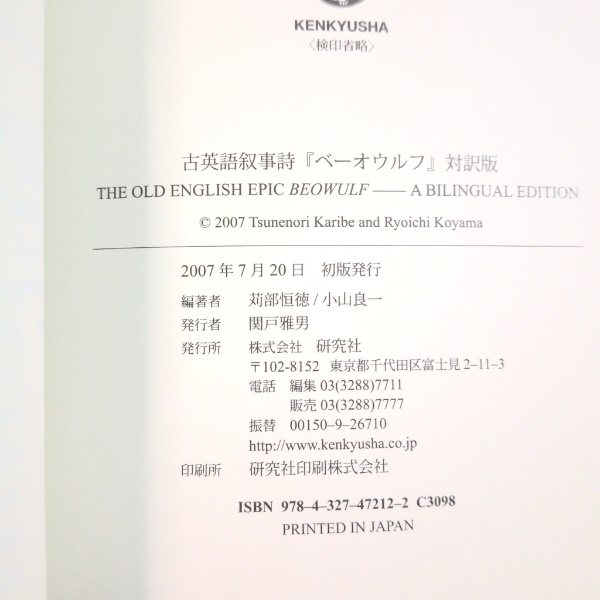 KENKYUSHA
〈検印省略〉
古英語叙事詩『ベーオウルフ』対訳版
THE OLD ENGLISH EPIC BEOWULF —— A BILINGUAL EDITION
© 2007 Tsunenori Karibe and Ryoichi Koyama
2007年7月20日 初版発行
編著者 苅部恒徳/小山良一
発行者 関戸雅男
発行所 株式会社 研究社
〒102-8152 東京都千代田区富士見2-11-3
電話 編集03(3288)7711
販売03(3288)7777
振替 00150-9-26710
http://www.kenkyusha.co.jp
印刷所 研究社印刷株式会社
ISBN 978-4-327-47212-2 C3098
PRINTED IN JAPAN